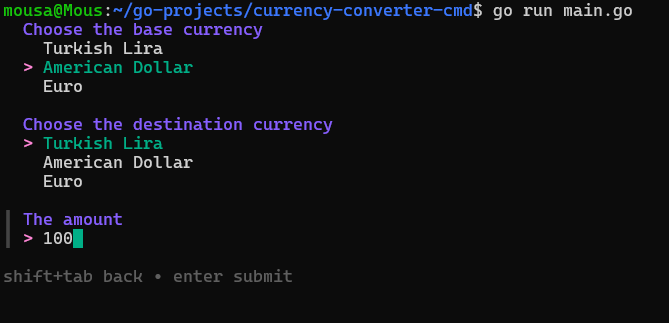 mousa@Mous:~/go-projects/currency-converter-cmd$ go run main.go
Choose the base currency
Turkish Lira
> American Dollar
Euro
Choose the destination currency
> Turkish Lira
American Dollar
Euro
The amount
> 100
shift+tab back • enter submit